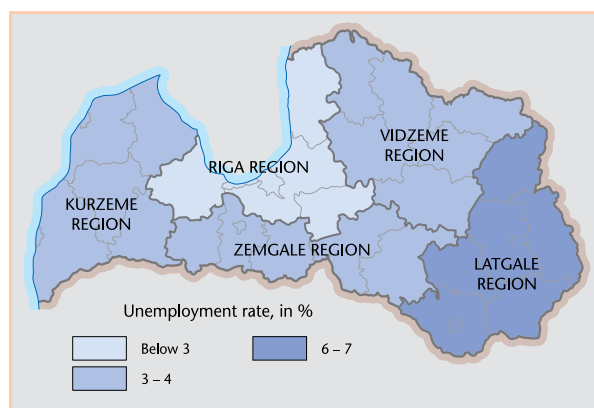 VIDZEME
REGION
RIGA REGION
KURZEME
REGION
ZEMGALE REGION
LATGALE
REGION
Unemployment rate, in %
Below 3
6 – 7
3 – 4